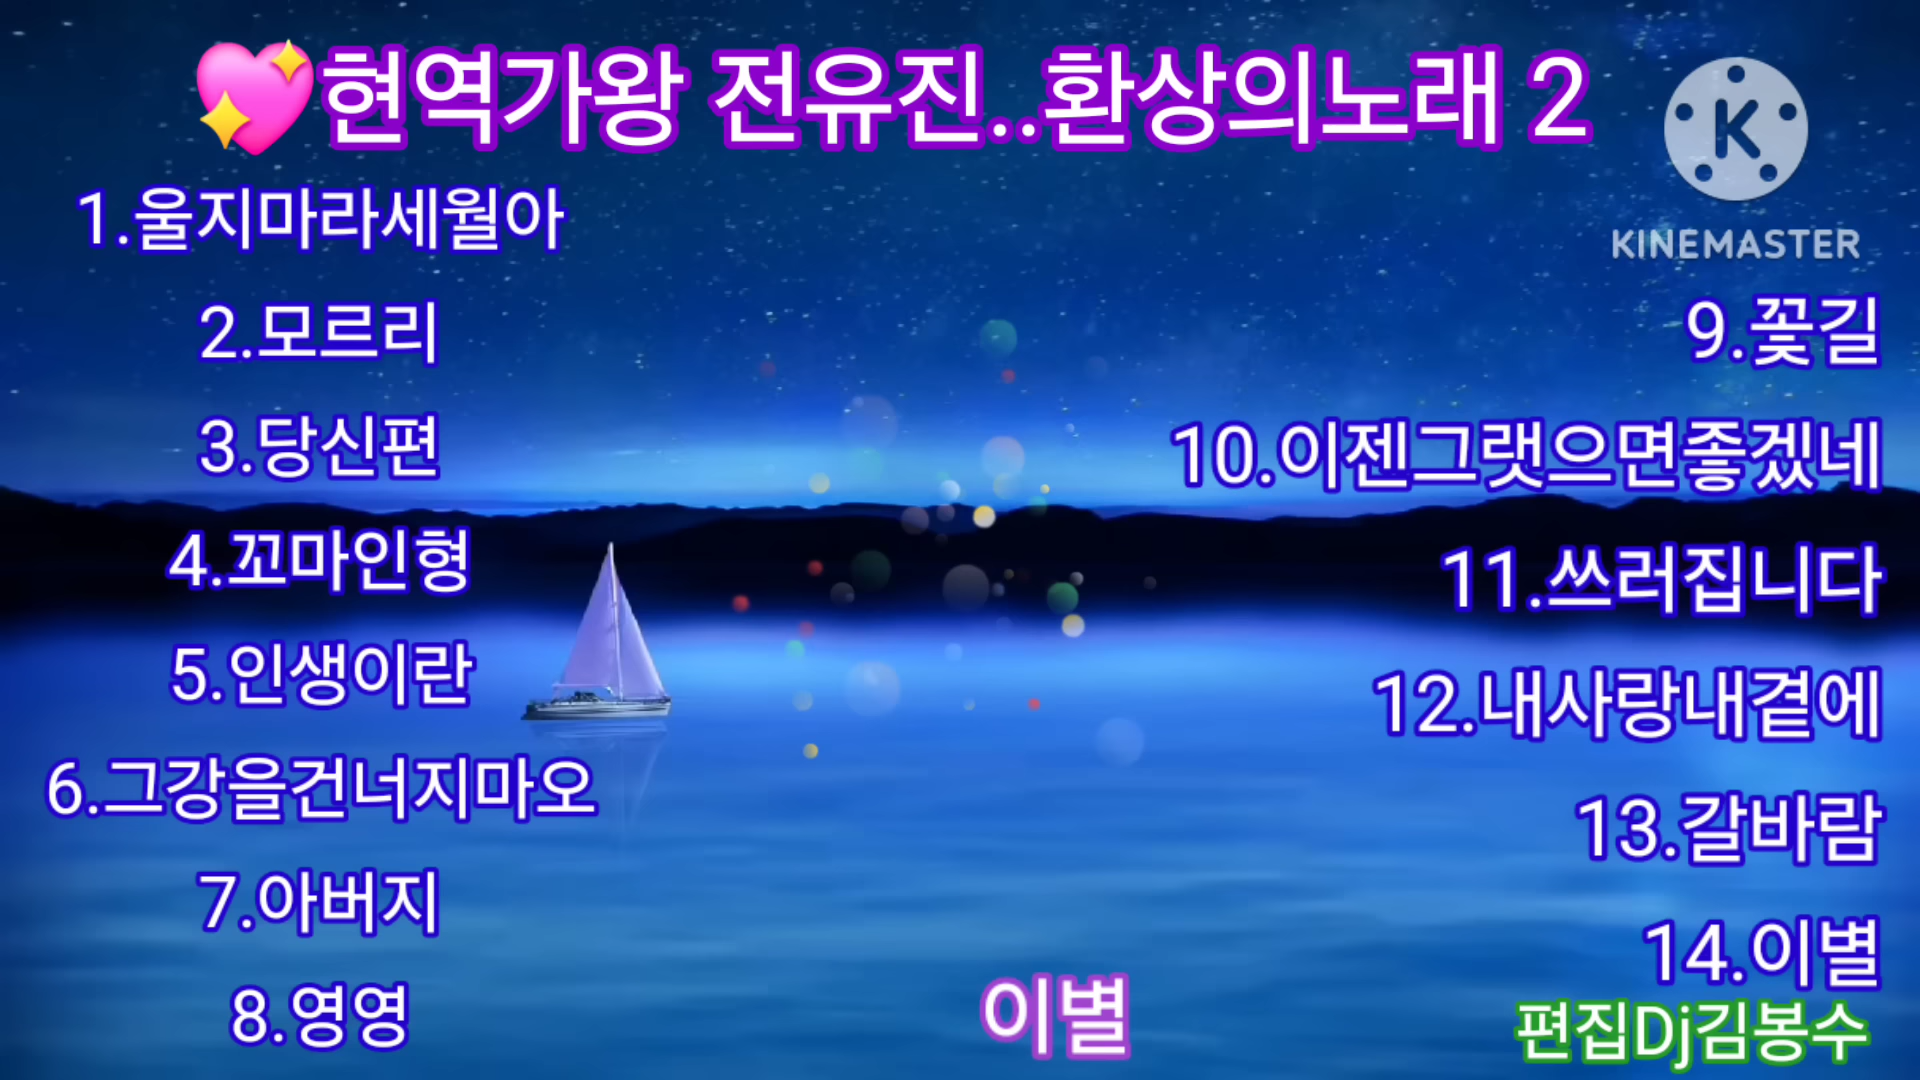 💖현역가왕 전유진..환상의노래 2
KINEMASTER
1.울지마라세월아
2.모르리
3.당신편
4.꼬마인형
5.인생이란
6.그강을건너지마오
7.아버지
8.영영
9.꽃길
10.이젠그랫으면좋겠네
11.쓰러집니다
12.내사랑내곁에
13.갈바람
14.이별
이별
편집Dj김봉수